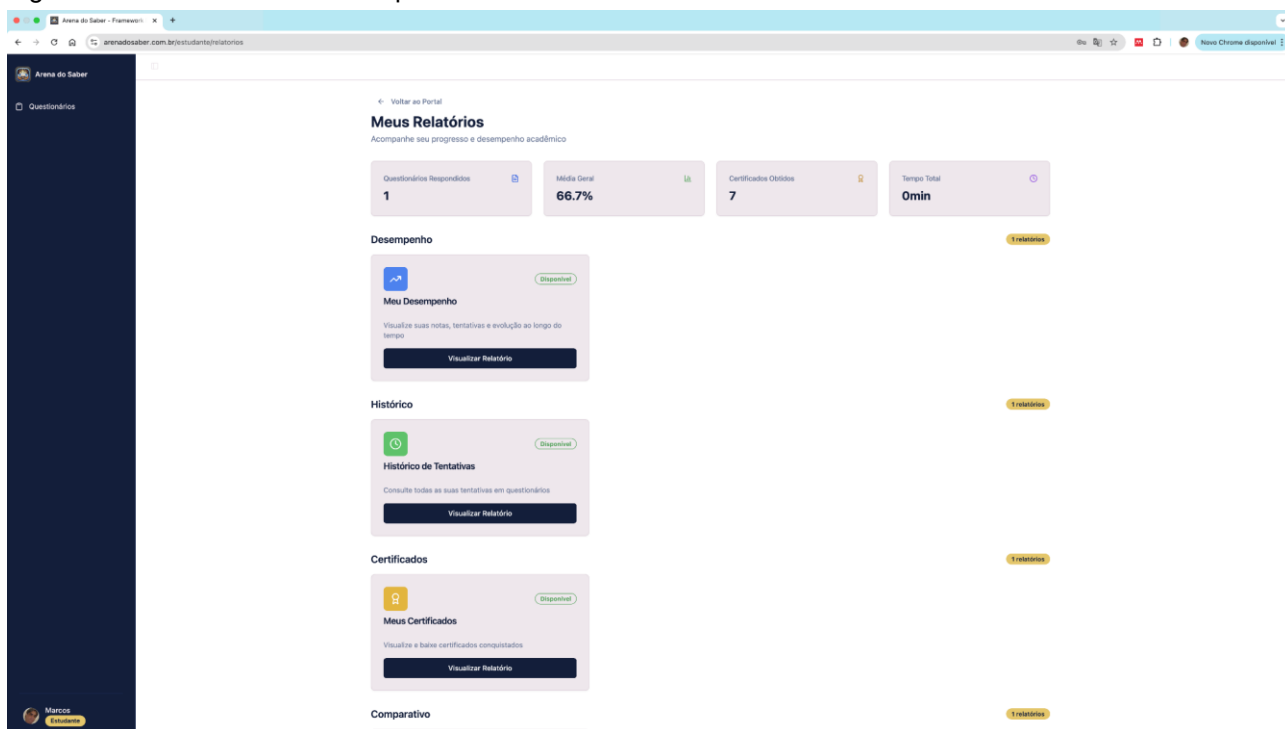 Arena do Saber - Framework
arenadosaber.com.br/estudante/relatorios
Novo Chrome disponível
Arena do Saber
Questionários
Voltar ao Portal
Meus Relatórios
Acompanhe seu progresso e desempenho acadêmico
Questionários Respondidos
1
Média Geral
66.7%
Certificados Obtidos
7
Tempo Total
0min
Desempenho
1 relatórios
Disponível
Meu Desempenho
Visualize suas notas, tentativas e evolução ao longo do
tempo
Visualizar Relatório
Histórico
1 relatórios
Disponível
Histórico de Tentativas
Consulte todas as suas tentativas em questionários
Visualizar Relatório
Certificados
1 relatórios
Disponível
Meus Certificados
Visualize e baixe certificados conquistados
Visualizar Relatório
Comparativo
1 relatórios
Marcos
Estudante